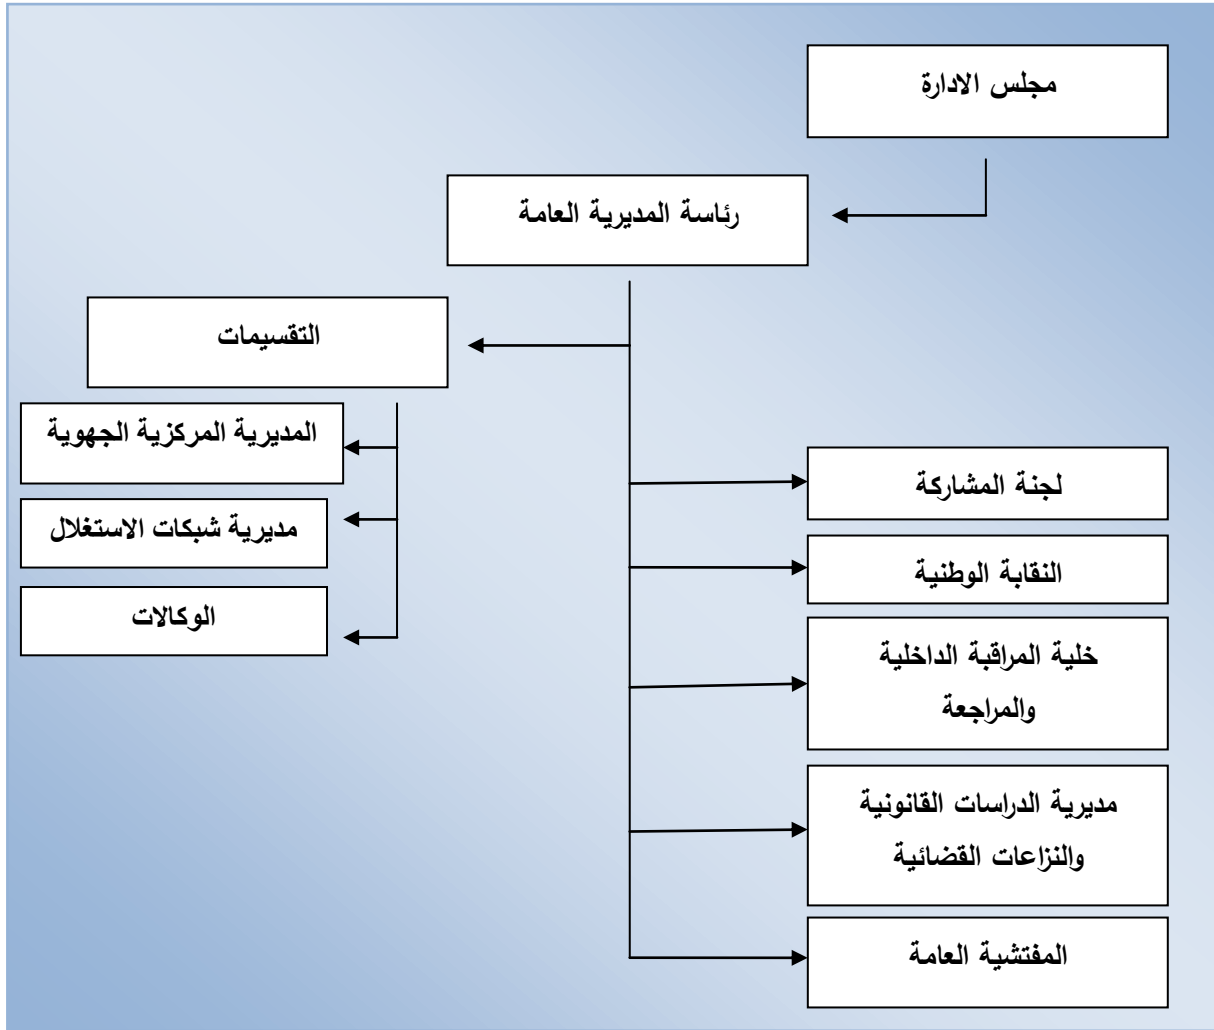 مجلس الادارة
رئاسة المديرية العامة
التقسيمات
المديرية المركزية الجهوية
مديرية شبكات الاستغلال
الوكالات
لجنة المشاركة
النقابة الوطنية
خلية المراقبة الداخلية
والمراجعة
مديرية الدراسات القانونية
والنزاعات القضائية
المفتشية العامة